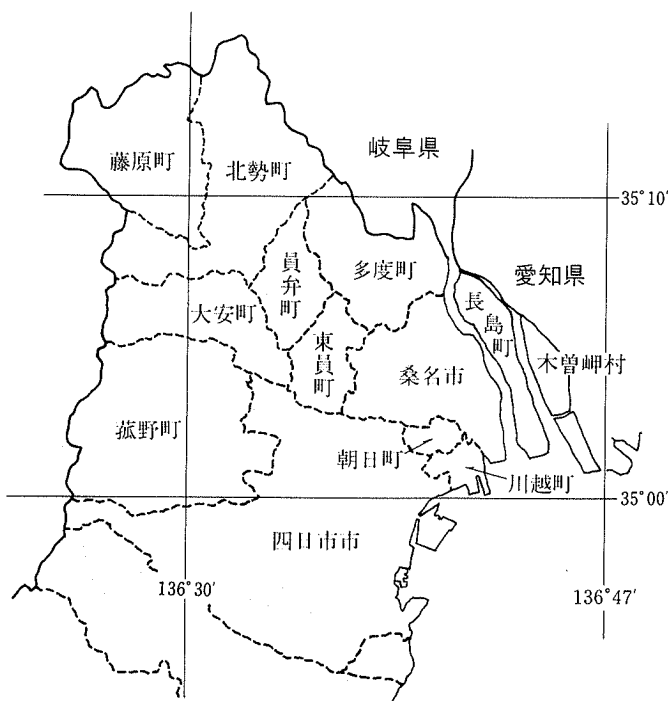 岐阜県
藤原町
北勢町
35°10′
員弁町
多度町
愛知県
大安町
長島町
東員町
桑名市
木曽岬村
菰野町
朝日町
川越町
35°00′
四日市市
136°30′
136°47′